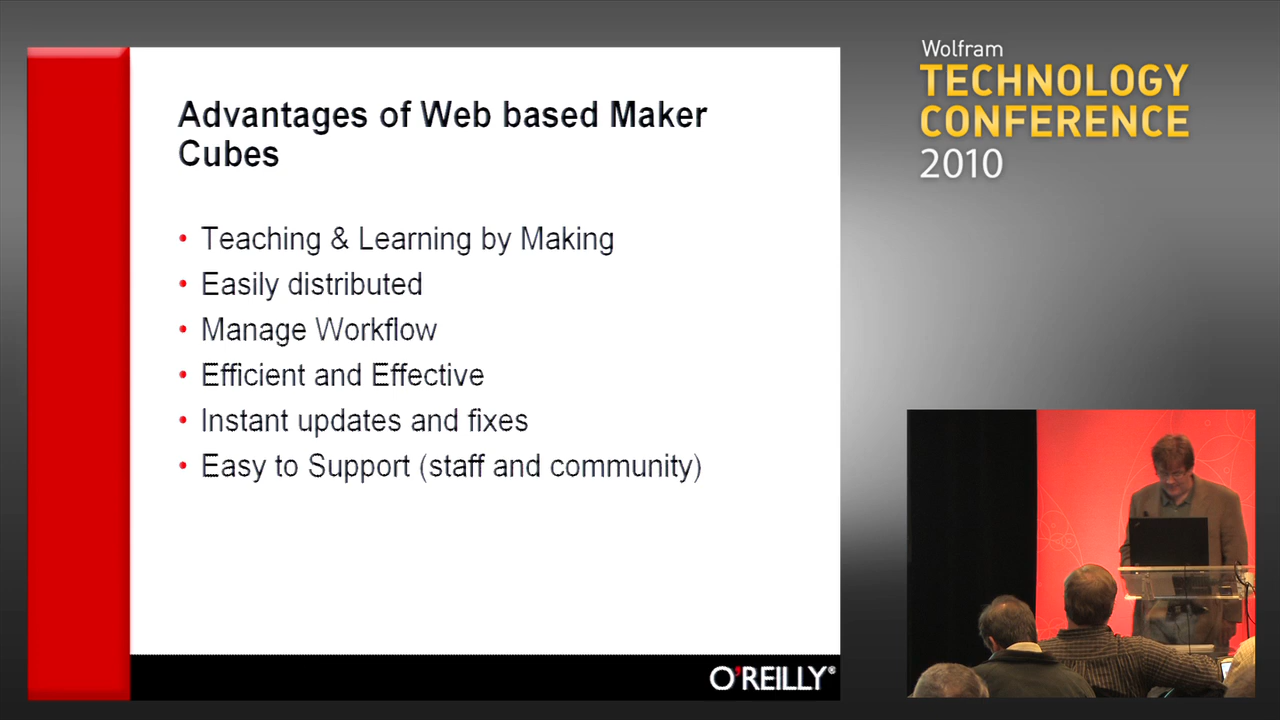 Advantages of Web based Maker
Cubes
• Teaching & Learning by Making
• Easily distributed
• Manage Workflow
• Efficient and Effective
• Instant updates and fixes
• Easy to Support (staff and community)
O'REILLY®
Wolfram
TECHNOLOGY
CONFERENCE
2010